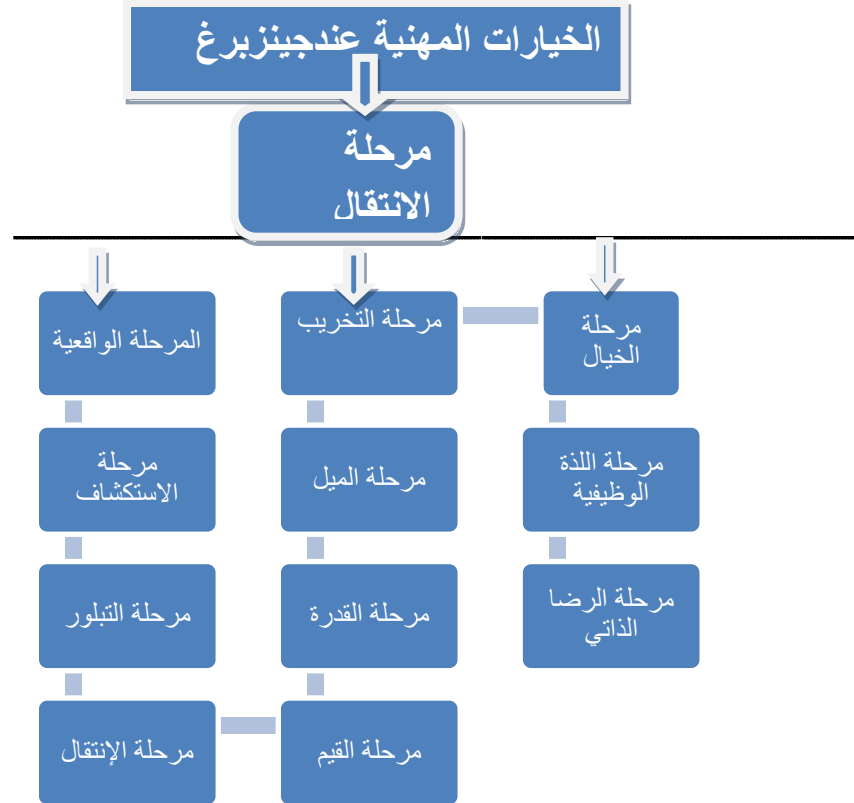 الخيارات المهنية عندجينزبرغ
مرحلة
الانتقال
مرحلة
الخيال
مرحلة التخريب
المرحلة الواقعية
مرحلة اللذة
الوظيفية
مرحلة الميل
مرحلة
الاستكشاف
مرحلة الرضا
الذاتي
مرحلة القدرة
مرحلة التبلور
مرحلة القيم
مرحلة الإنتقال